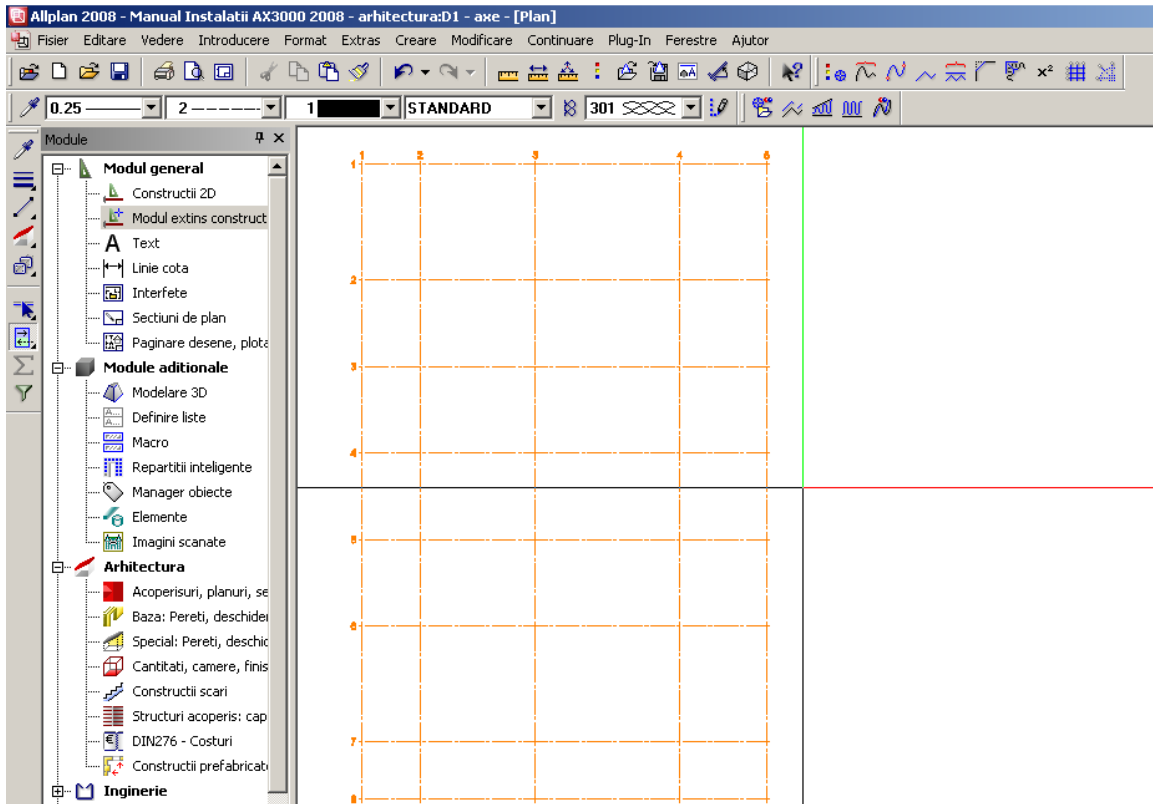 Allplan 2008 - Manual Instalatii AX3000 2008 - arhitectura:D1 - axe - [Plan]
Fisier Editare Vedere Introducere Format Extras Creare Modificare Continuare Plug-In Ferestre Ajutor
0.25 2 1 STANDARD 301
Module
Modul general
Constructii 2D
Modul extins construct
Text
Linie cota
Interfete
Sectiuni de plan
Paginare desene, plota
Module aditionale
Modelare 3D
Definire liste
Macro
Repartitii inteligente
Manager obiecte
Elemente
Imagini scanate
Arhitectura
Acoperisuri, planuri, se
Baza: Pereti, deschider
Special: Pereti, deschic
Cantitati, camere, finis
Constructii scari
Structuri acoperis: cap
DIN276 - Costuri
Constructii prefabricat
Inginerie
1 2 3 4
1
2
3
4
5
6
7
8